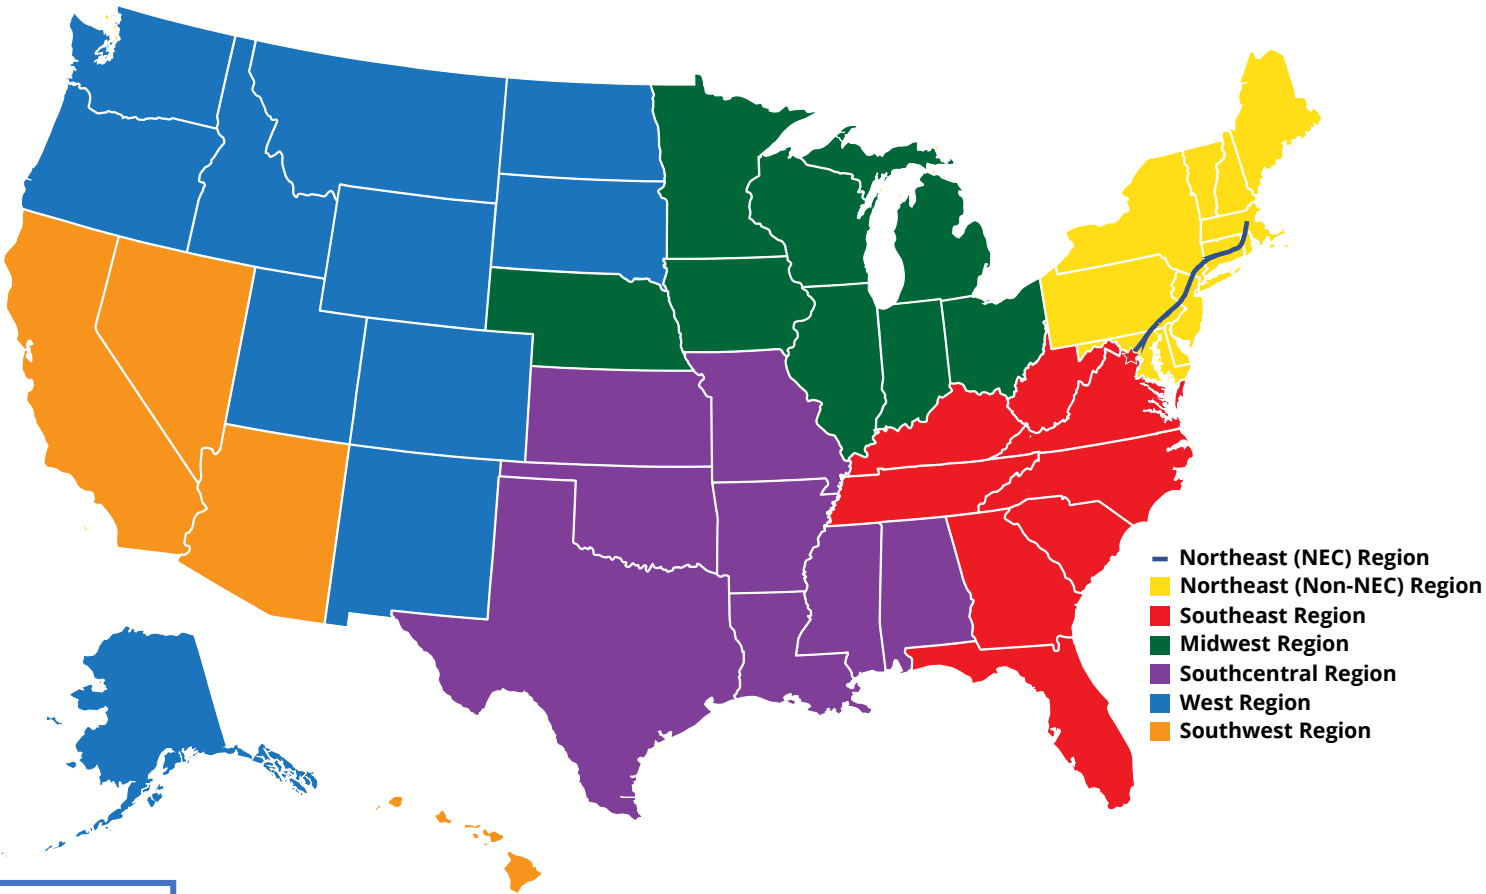 Northeast (NEC) Region
Northeast (Non-NEC) Region
Southeast Region
Midwest Region
Southcentral Region
West Region
Southwest Region